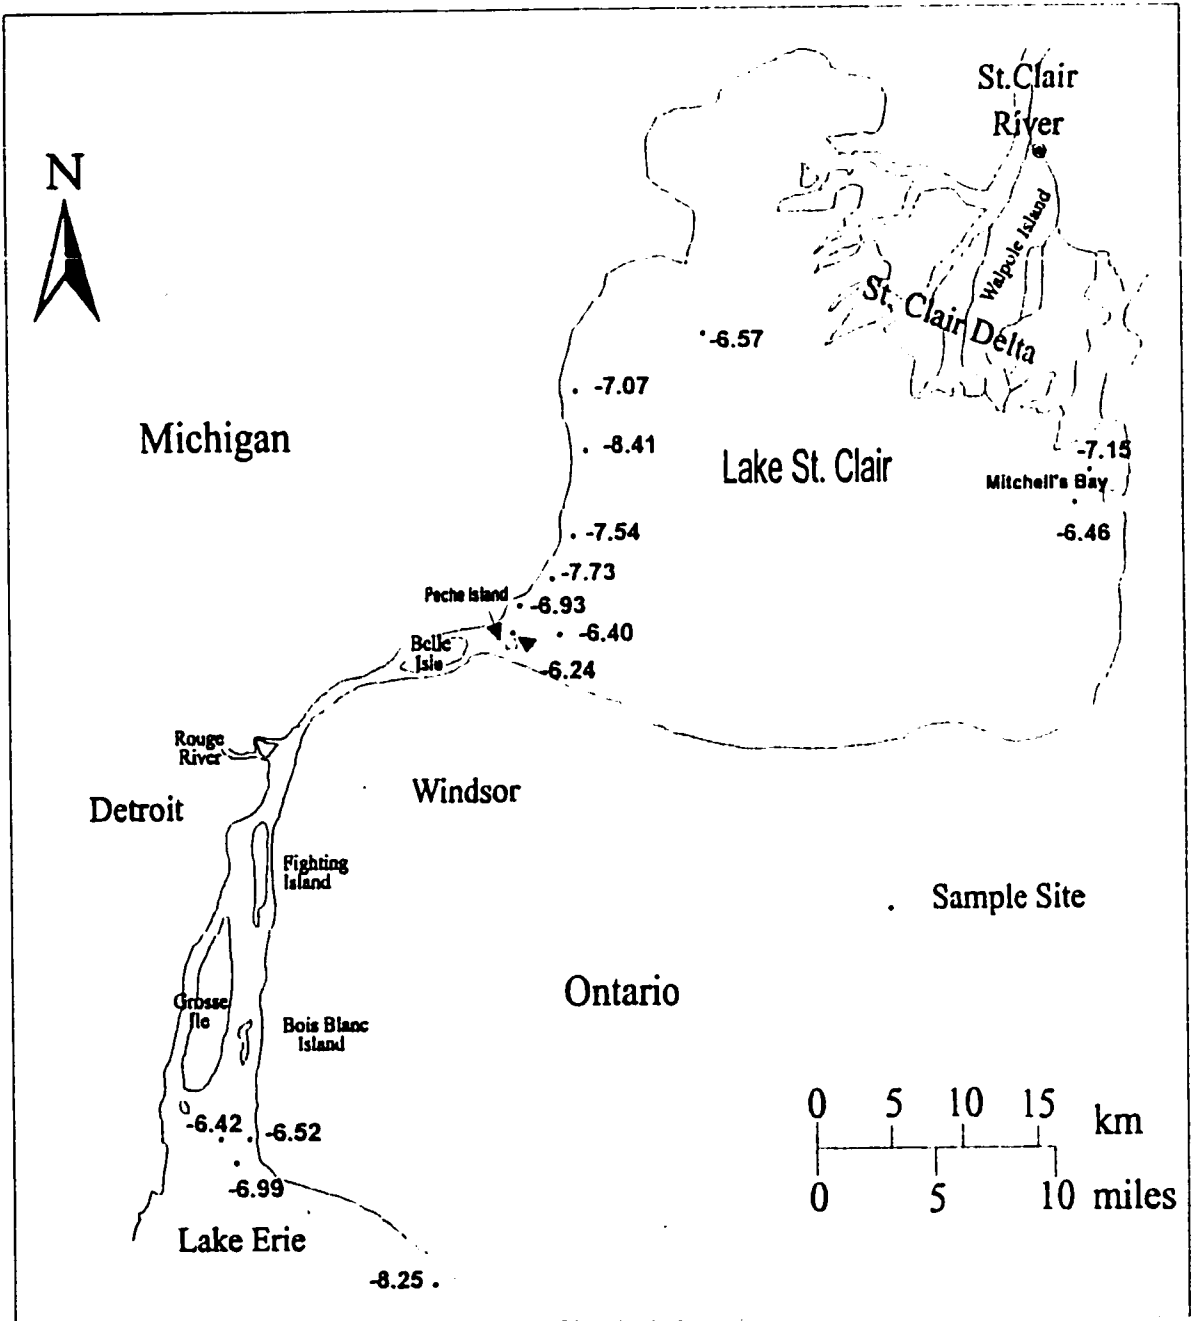 St.Clair
River
N
Walpole Island
St. Clair Delta
-6.57
-7.07
Michigan
-8.41
Lake St. Clair
-7.15
Mitchell's Bay
-7.54
-6.46
-7.73
Peche Island
-6.93
-6.40
Belle
Isle
-6.24
Rouge
River
Windsor
Detroit
Fighting
Island
Sample Site
Ontario
Grosse
Ile
Bois Blanc
Island
0 5 10 15 km
-6.42
-6.52
-6.99
0 5 10 miles
Lake Erie
-8.25